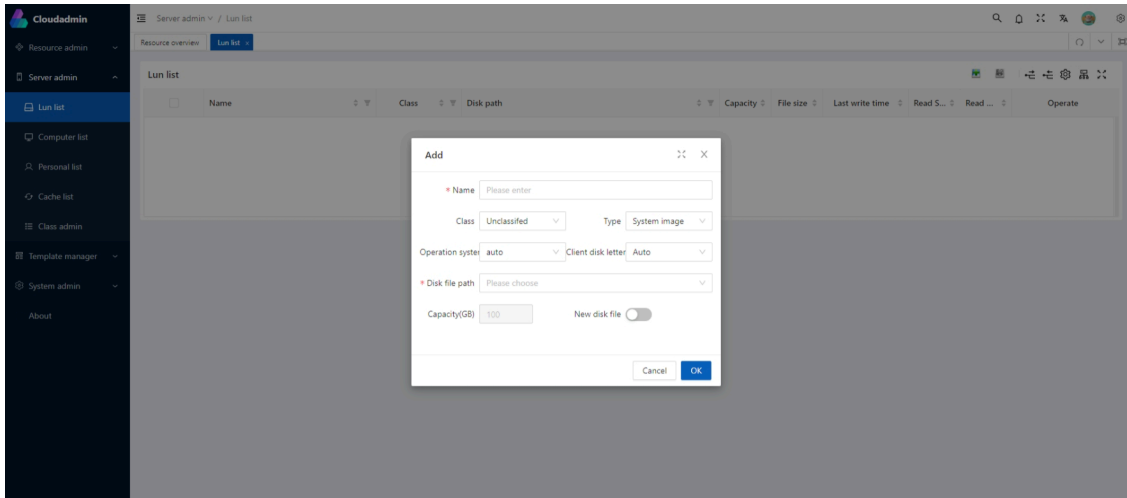 Cloudadmin
Server admin / Lun list
Resource admin
Resource overview
Lun list ×
Server admin
Lun list
Lun list
Name Class Disk path Capacity File size Last write time Read S... Read ... Operate
Computer list
Personal list
Cache list
Class admin
Template manager
System admin
About
Add
* Name Please enter
Class Unclassifed Type System image
Operation syster auto Client disk letter Auto
* Disk file path Please choose
Capacity(GB) 100 New disk file
Cancel OK